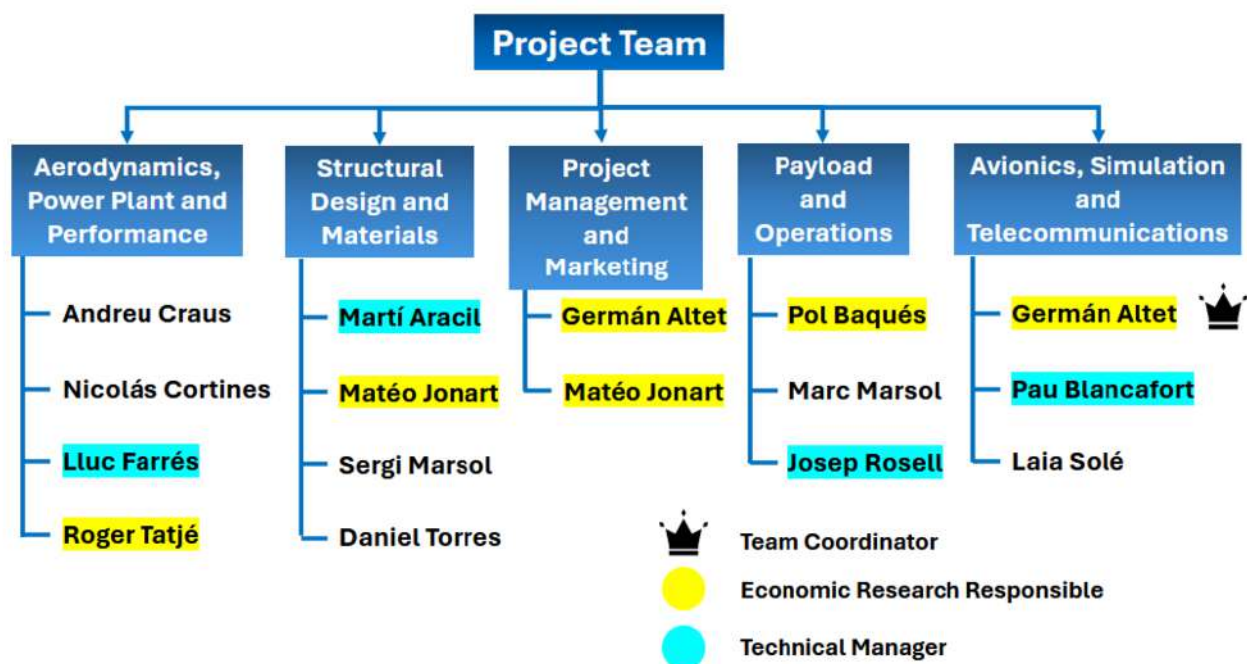 Project Team
Aerodynamics,
Power Plant and
Performance
Andreu Craus
Nicolás Cortines
Lluc Farrés
Roger Tatjé
Structural
Design and
Materials
Martí Aracil
Matéo Jonart
Sergi Marsol
Daniel Torres
Project
Management
and
Marketing
Germán Altet
Matéo Jonart
Payload
and
Operations
Pol Baqués
Marc Marsol
Josep Rosell
Avionics, Simulation
and
Telecommunications
Germán Altet
Pau Blancafort
Laia Solé
Team Coordinator
Economic Research Responsible
Technical Manager